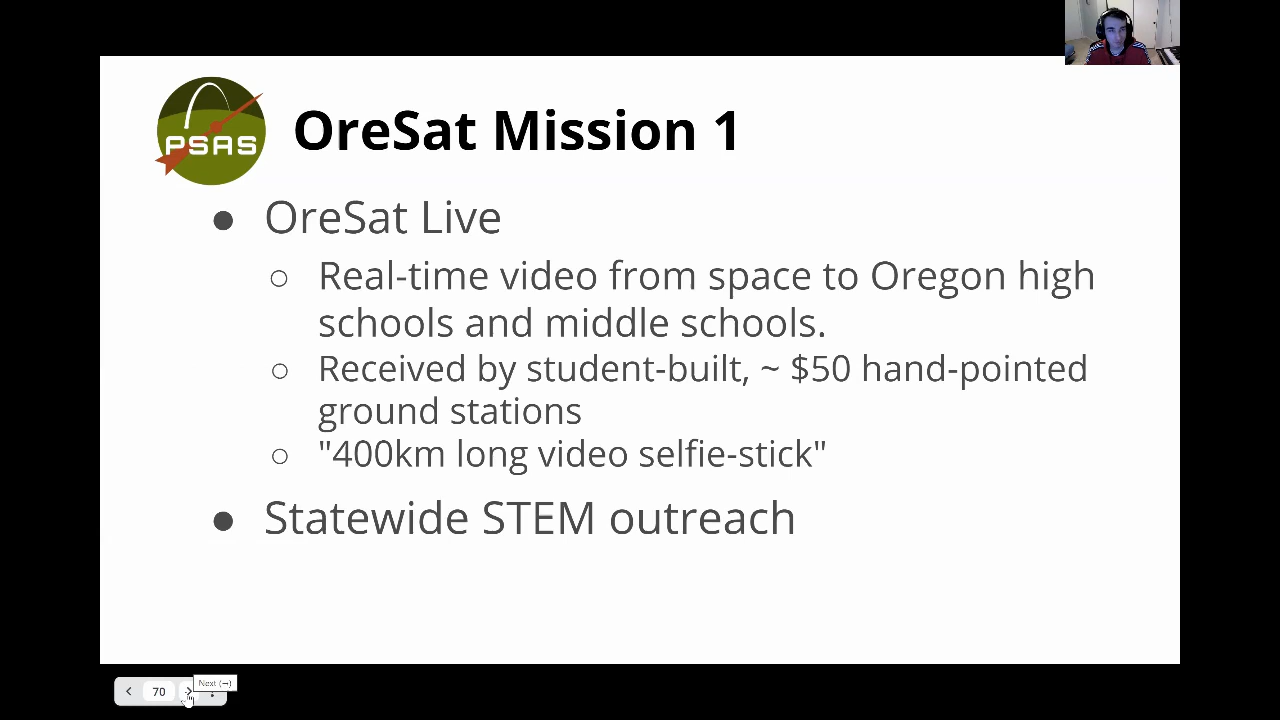 PSAS
OreSat Mission 1
● OreSat Live
○ Real-time video from space to Oregon high
schools and middle schools.
○ Received by student-built, ~ $50 hand-pointed
ground stations
○ "400km long video selfie-stick"
● Statewide STEM outreach
70
Next (→)